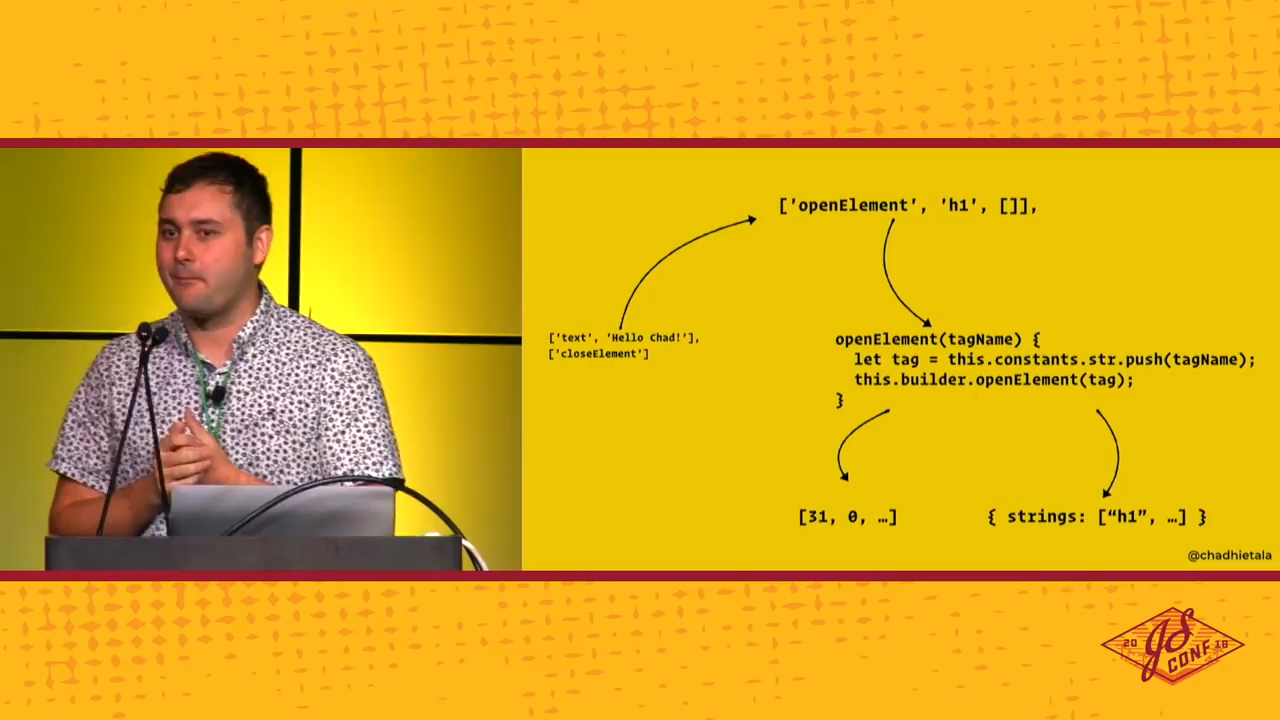 ['openElement', 'h1', []],
['text', 'Hello Chad!'],
['closeElement']
openElement(tagName) {
let tag = this.constants.str.push(tagName);
this.builder.openElement(tag);
}
[31, 0, …]
{ strings: [“h1”, …] }
@chadhietala
20 JS 18
CONF